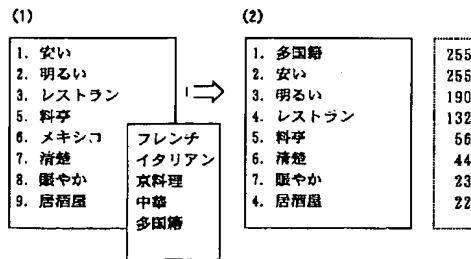 (1)
1. 安い
2. 明るい
3. レストラン
5. 料亭
6. メキシコ
7. 清楚
8. 賑やか
9. 居酒屋
フレンチ
イタリアン
京料理
中華
多国籍
(2)
1. 多国籍
2. 安い
3. 明るい
4. レストラン
5. 料亭
6. 清楚
7. 賑やか
4. 居酒屋
255
255
190
132
56
44
23
22